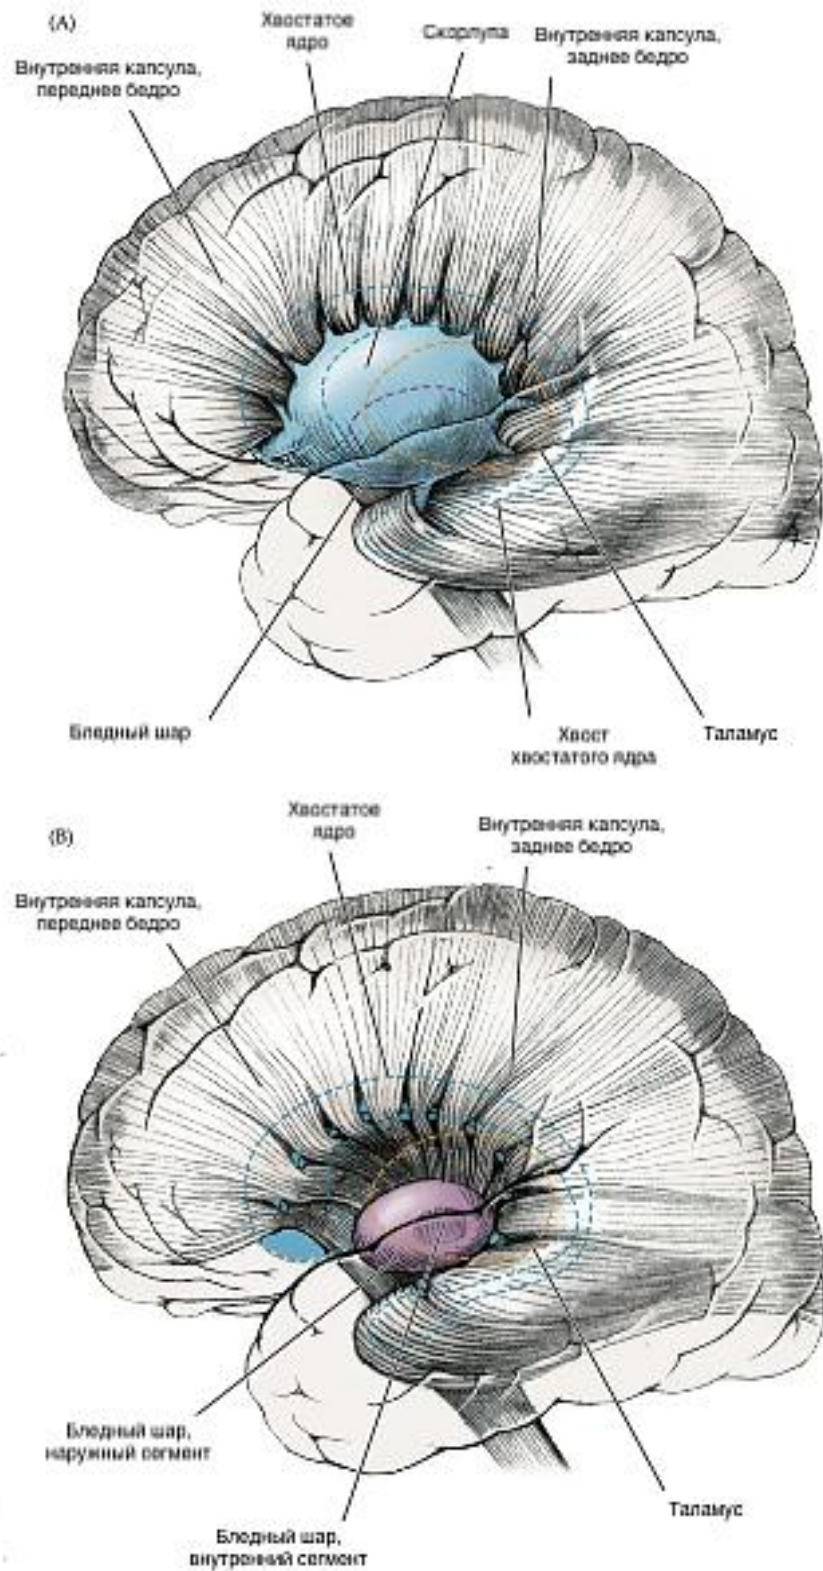 (A)
Хвостатое
ядро
Скорлупа
Внутренняя капсула,
заднее бедро
Внутренняя капсула,
переднее бедро
Бледный шар
Хвост
хвостатого ядра
Таламус
(B)
Хвостатое
ядро
Внутренняя капсула,
заднее бедро
Внутренняя капсула,
переднее бедро
Бледный шар,
наружный сегмент
Таламус
Бледный шар,
внутренний сегмент